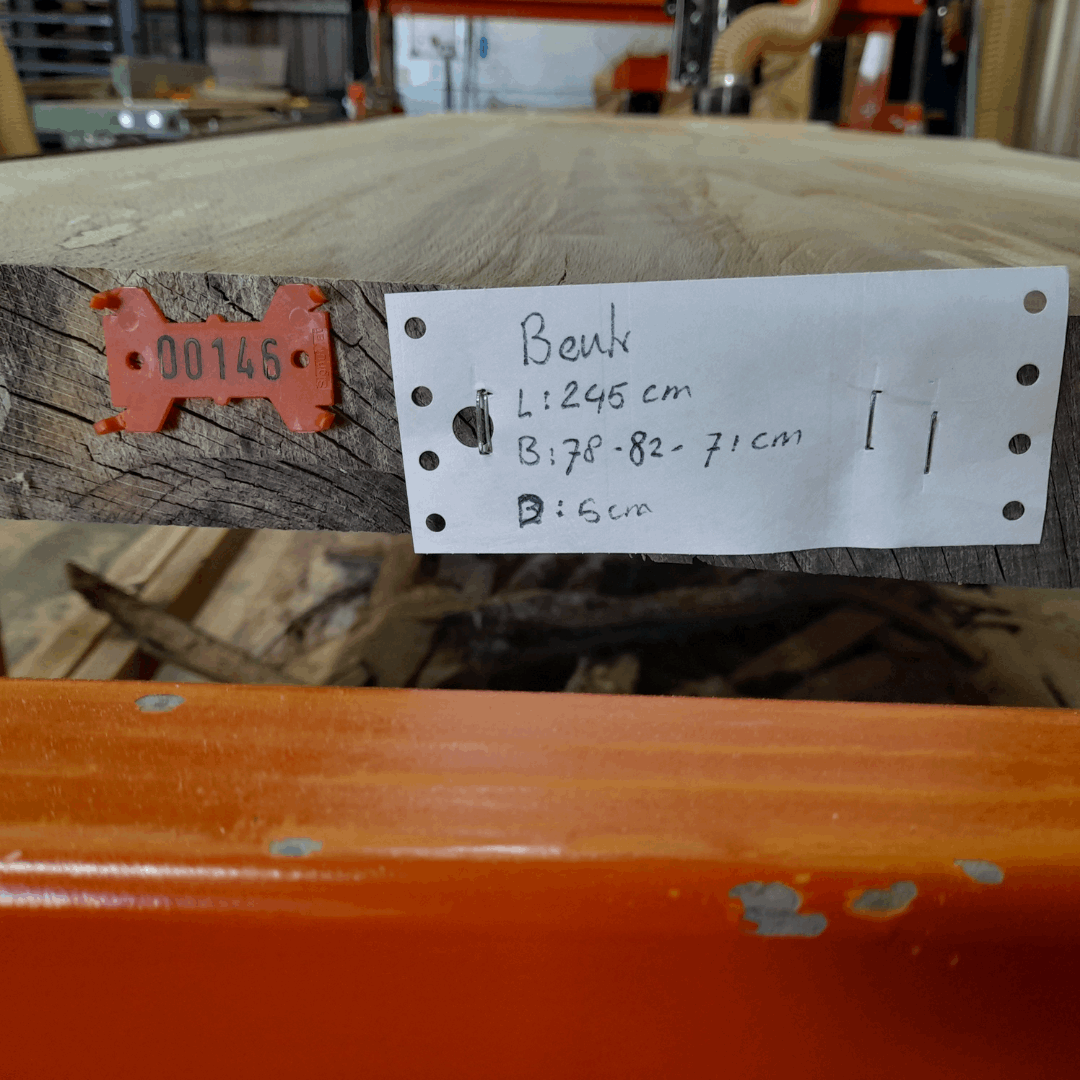 00146
Beuk
L: 245 cm
B: 78 - 82 - 71 cm
D: 5 cm